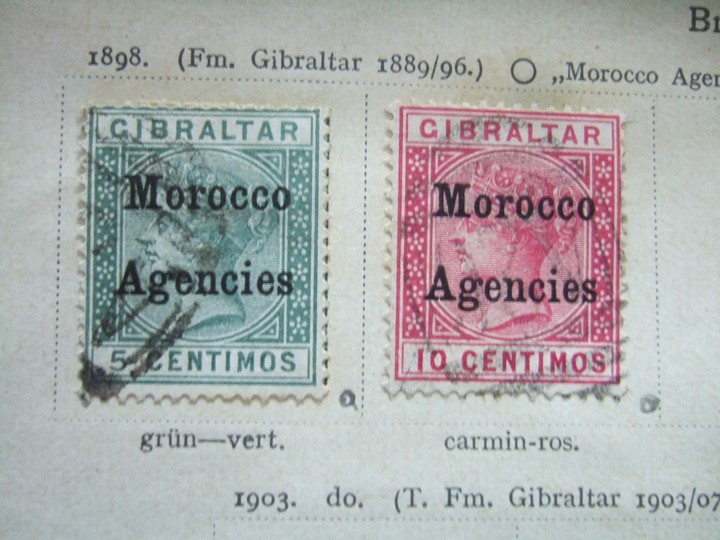 Br
1898. (Fm. Gibraltar 1889/96.) ○ „Morocco Agen
GIBRALTAR
Morocco
Agencies
5 CENTIMOS
GIBRALTAR
Morocco
Agencies
10 CENTIMOS
grün—vert.
carmin-ros.
1903. do. (T. Fm. Gibraltar 1903/07